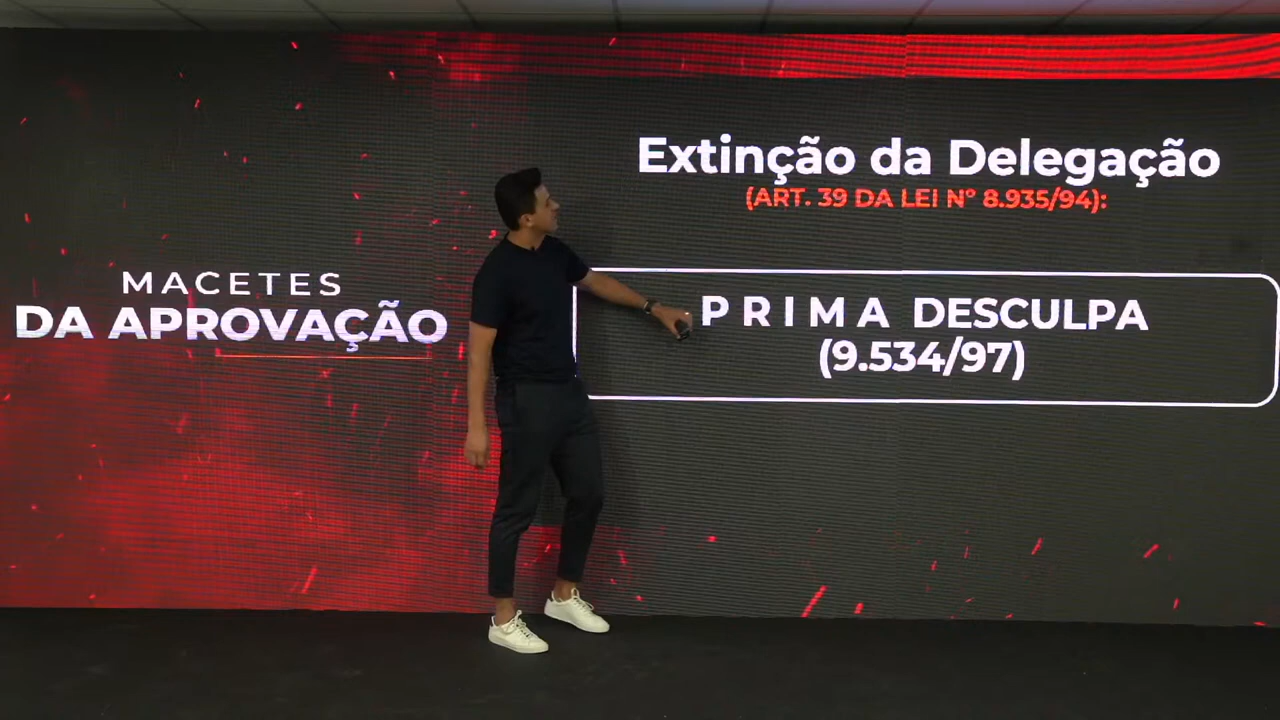 MACETES
DA APROVAÇÃO
Extinção da Delegação
(ART. 39 DA LEI Nº 8.935/94):
P R I M A DESCULPA
(9.534/97)